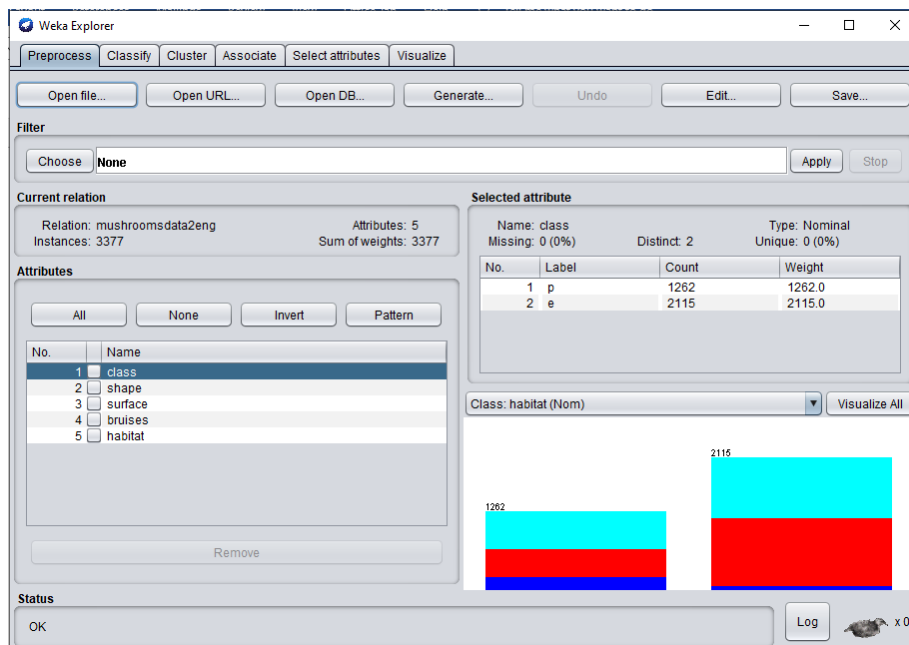 Weka Explorer
Preprocess Classify Cluster Associate Select attributes Visualize
Open file... Open URL... Open DB... Generate... Undo Edit... Save...
Filter
Choose None Apply Stop
Current relation
Relation: mushroomsdata2eng Attributes: 5
Instances: 3377 Sum of weights: 3377
Selected attribute
Name: class Type: Nominal
Missing: 0 (0%) Distinct: 2 Unique: 0 (0%)
No. Label Count Weight
1 p 1262 1262.0
2 e 2115 2115.0
Attributes
All None Invert Pattern
No. Name
1 class
2 shape
3 surface
4 bruises
5 habitat
Remove
Class: habitat (Nom) Visualize All
1262
2115
Status
OK
Log x 0